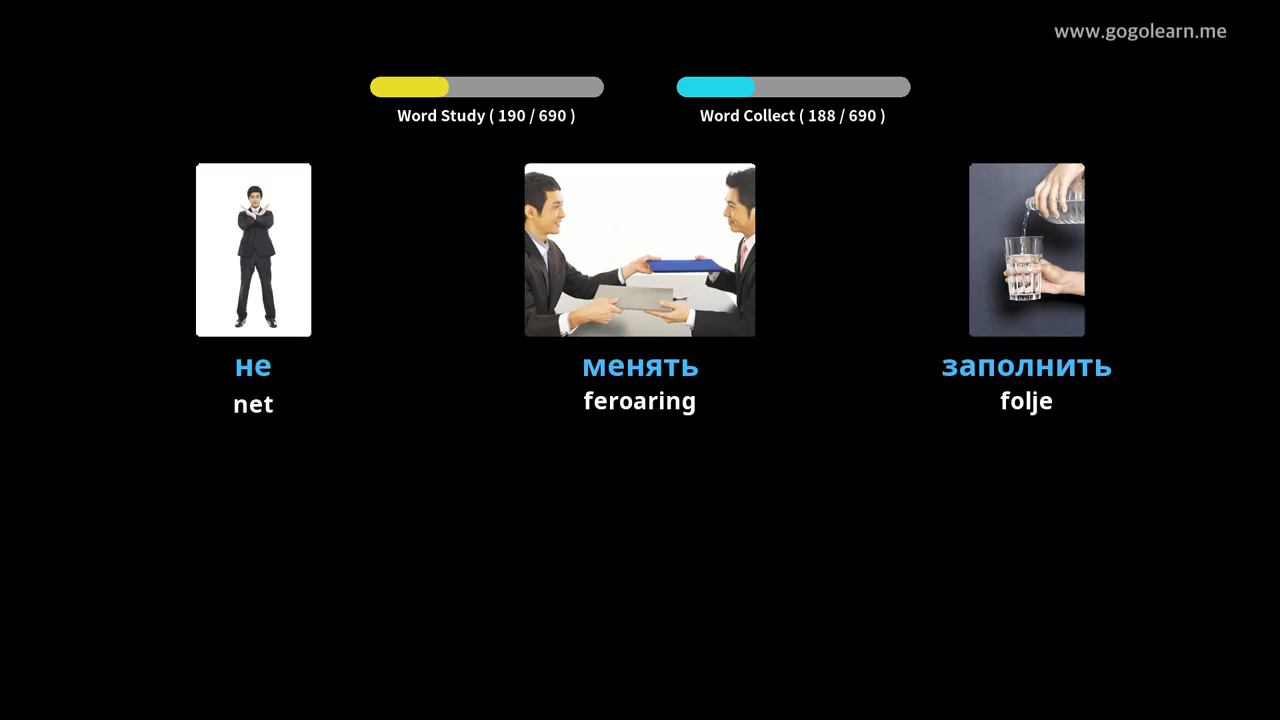 www.gogolearn.me
Word Study ( 190 / 690 )
Word Collect ( 188 / 690 )
не
net
менять
feroaring
заполнить
folje